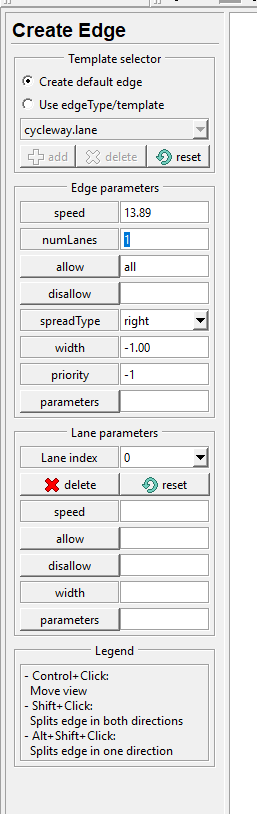 Create Edge
Template selector
Create default edge
Use edgeType/template
cycleway.lane
add delete reset
Edge parameters
speed 13.89
numLanes 1
allow all
disallow
spreadType right
width -1.00
priority -1
parameters
Lane parameters
Lane index 0
delete reset
speed
allow
disallow
width
parameters
Legend
- Control+Click:
Move view
- Shift+Click:
Splits edge in both directions
- Alt+Shift+Click:
Splits edge in one direction